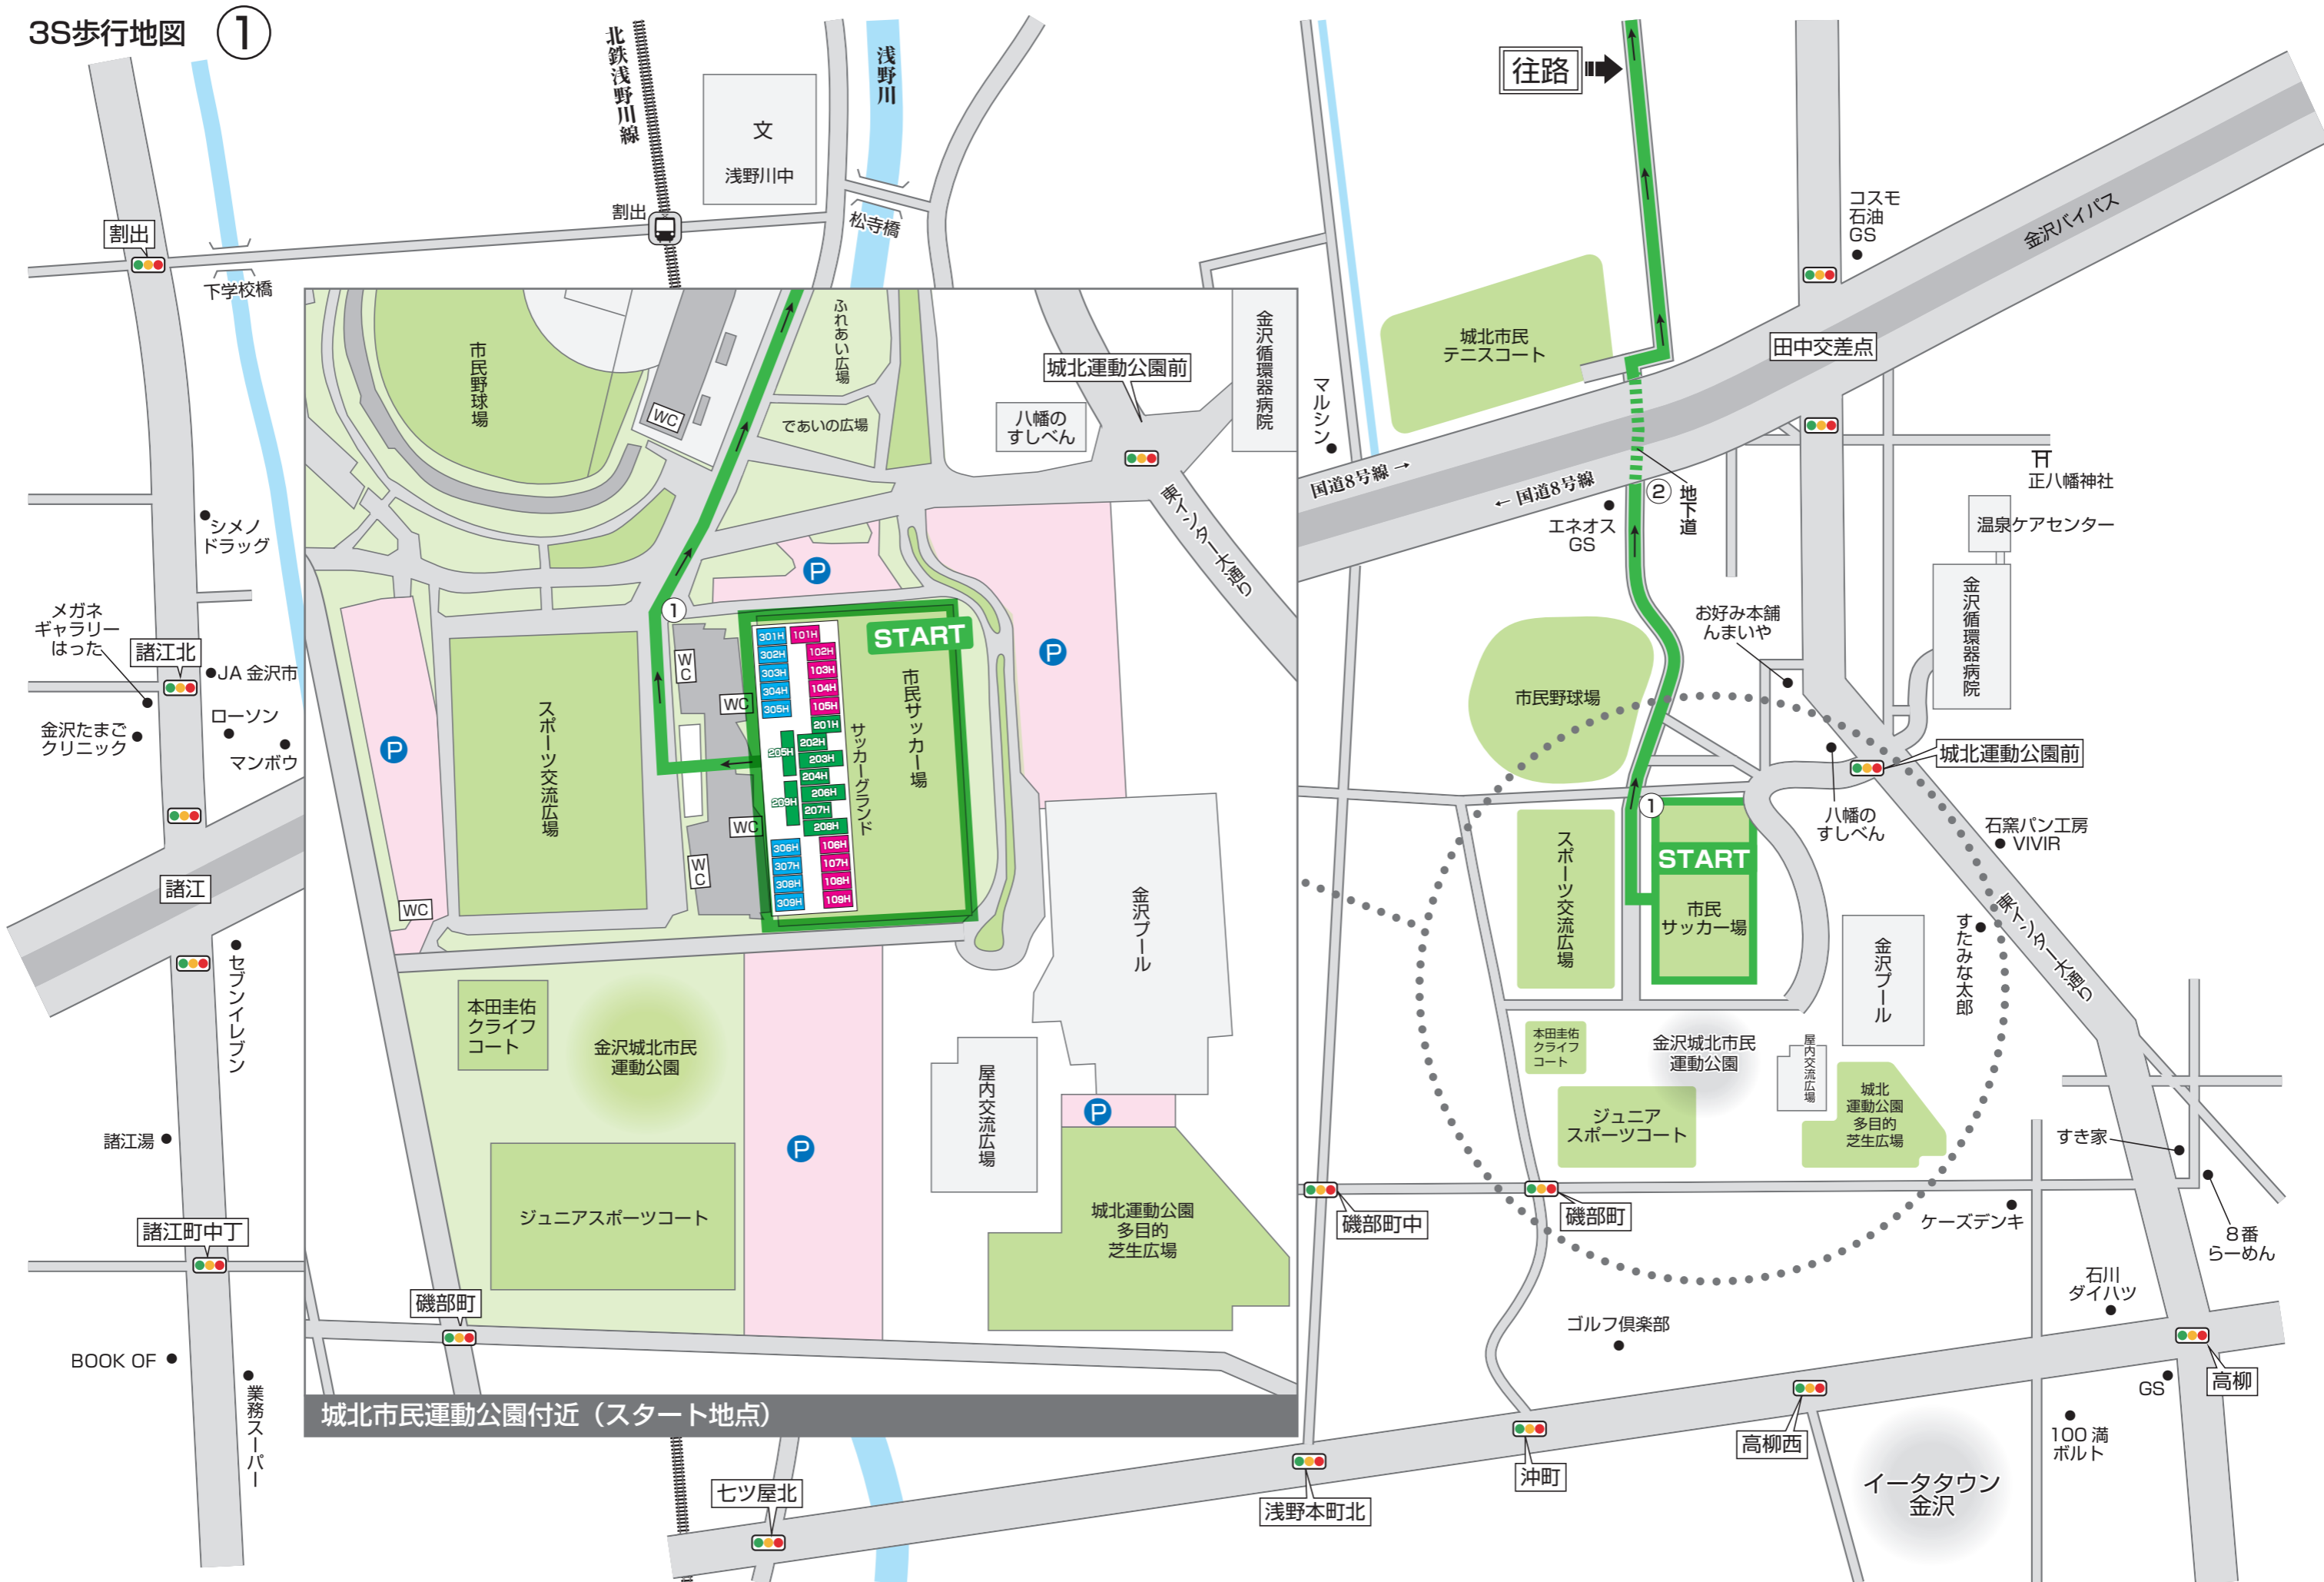 3S歩行地図 ①
北鉄浅野川線
浅野川
往路
文
浅野川中
割出
松寺橋
割出
下学校橋
コスモ
石油
GS
金沢バイパス
田中交差点
城北市民
テニスコート
マルシン
国道8号線 →
← 国道8号線
②
地下道
エネオス
GS
正八幡神社
温泉ケアセンター
金沢循環器病院
お好み本舗
んまいや
市民野球場
城北運動公園前
八幡の
すしべん
石窯パン工房
VIVIR
①
START
市民
サッカー場
スポーツ交流広場
金沢プール
すたみな太郎
東インター大通り
本田圭佑
クライフ
コート
金沢城北市民
運動公園
屋内交流広場
城北
運動公園
多目的
芝生広場
ジュニア
スポーツコート
すき家
8番
らーめん
ケーズデンキ
磯部町中
磯部町
石川
ダイハツ
ゴルフ倶楽部
高柳
GS
100満
ボルト
高柳西
イータタウン
金沢
沖町
浅野本町北
七ツ屋北
シメノ
ドラッグ
メガネ
ギャラリー
はった
諸江北
JA 金沢市
ローソン
金沢たまご
クリニック
マンボウ
諸江
セブンイレブン
諸江湯
諸江町中丁
BOOK OF
業務スーパー
市民野球場
WC
ふれあい広場
であいの広場
八幡の
すしべん
城北運動公園前
金沢循環器病院
東インター大通り
P
P
P
①
START
市民サッカー場
サッカーグランド
スポーツ交流広場
WC
WC
WC
WC
WC
301H
101H
302H
102H
303H
103H
304H
104H
305H
105H
201H
202H
205H
203H
204H
209H
206H
207H
208H
306H
106H
307H
107H
308H
108H
309H
109H
金沢プール
本田圭佑
クライフ
コート
金沢城北市民
運動公園
屋内交流広場
P
P
ジュニアスポーツコート
城北運動公園
多目的
芝生広場
磯部町
城北市民運動公園付近（スタート地点）